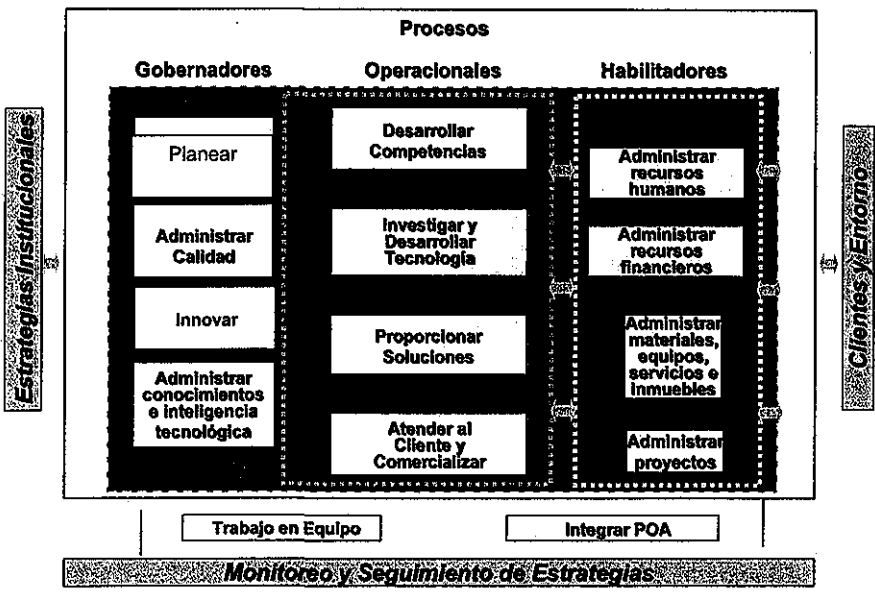 Procesos
Gobernadores
Operacionales
Habilitadores
Estrategias Institucionales
Planear
Administrar
Calidad
Innovar
Administrar
conocimientos
e inteligencia
tecnológica
Desarrollar
Competencias
Investigar y
Desarrollar
Tecnología
Proporcionar
Soluciones
Atender al
Cliente y
Comercializar
Administrar
recursos
humanos
Administrar
recursos
financieros
Administrar
materiales,
equipos,
servicios e
inmuebles
Administrar
proyectos
Clientes y Entorno
Trabajo en Equipo
Integrar POA
Monitoreo y Seguimiento de Estrategias